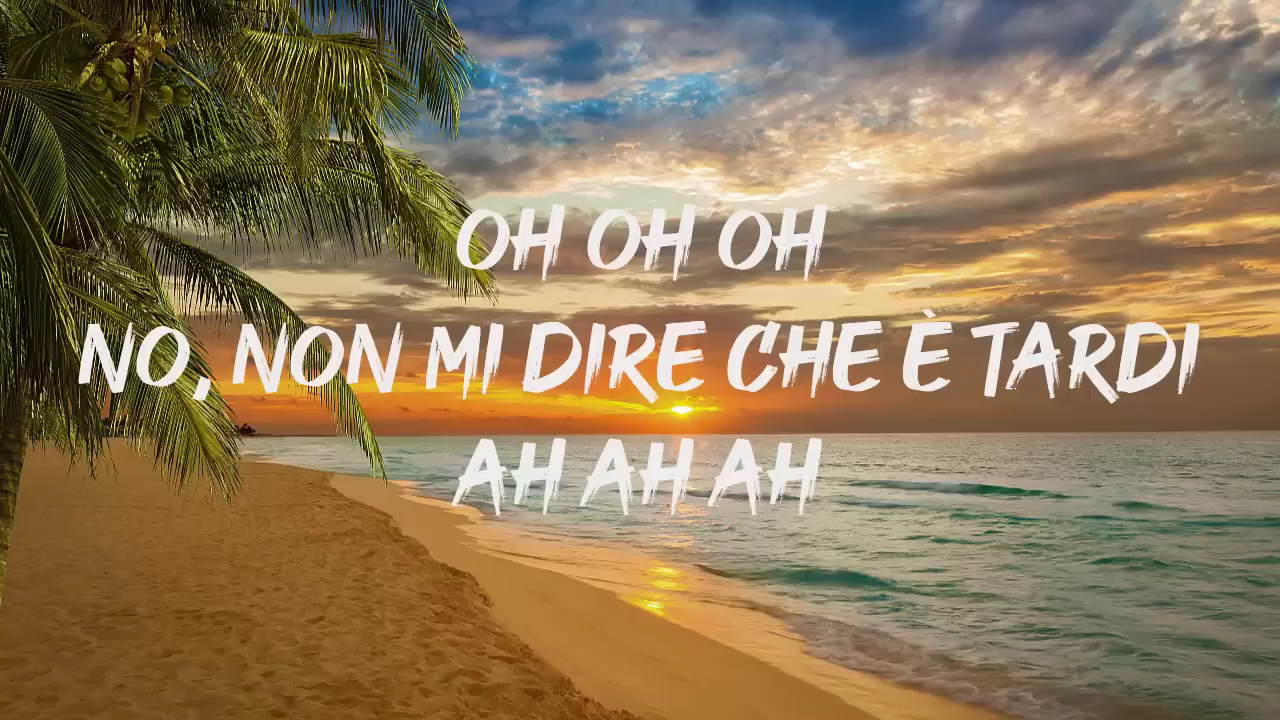 OH OH OH
NO, NON MI DIRE CHE È TARDI
AH AH AH